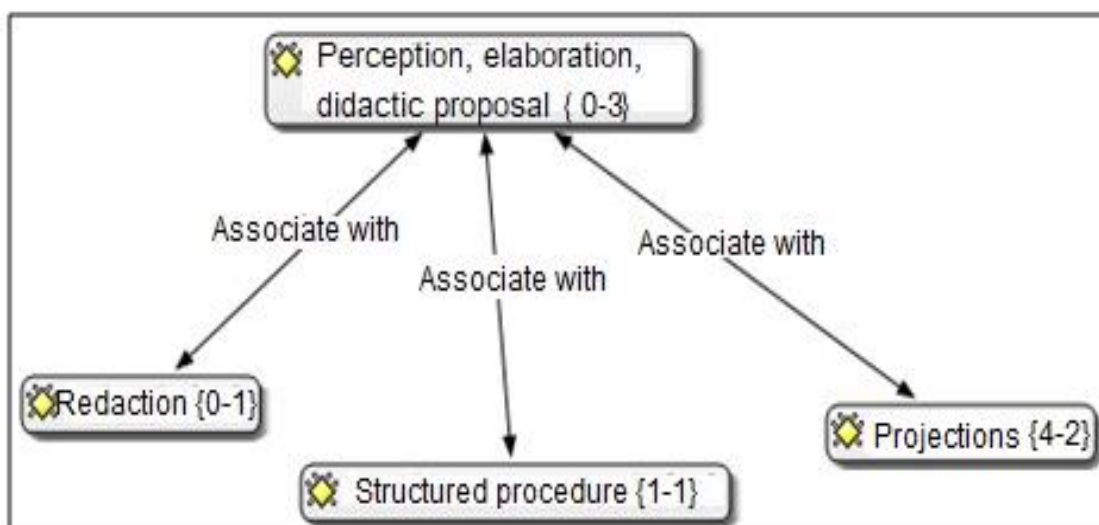 Perception, elaboration,
didactic proposal { 0-3}
Associate with
Associate with
Associate with
Redaction {0-1}
Projections {4-2}
Structured procedure {1-1}